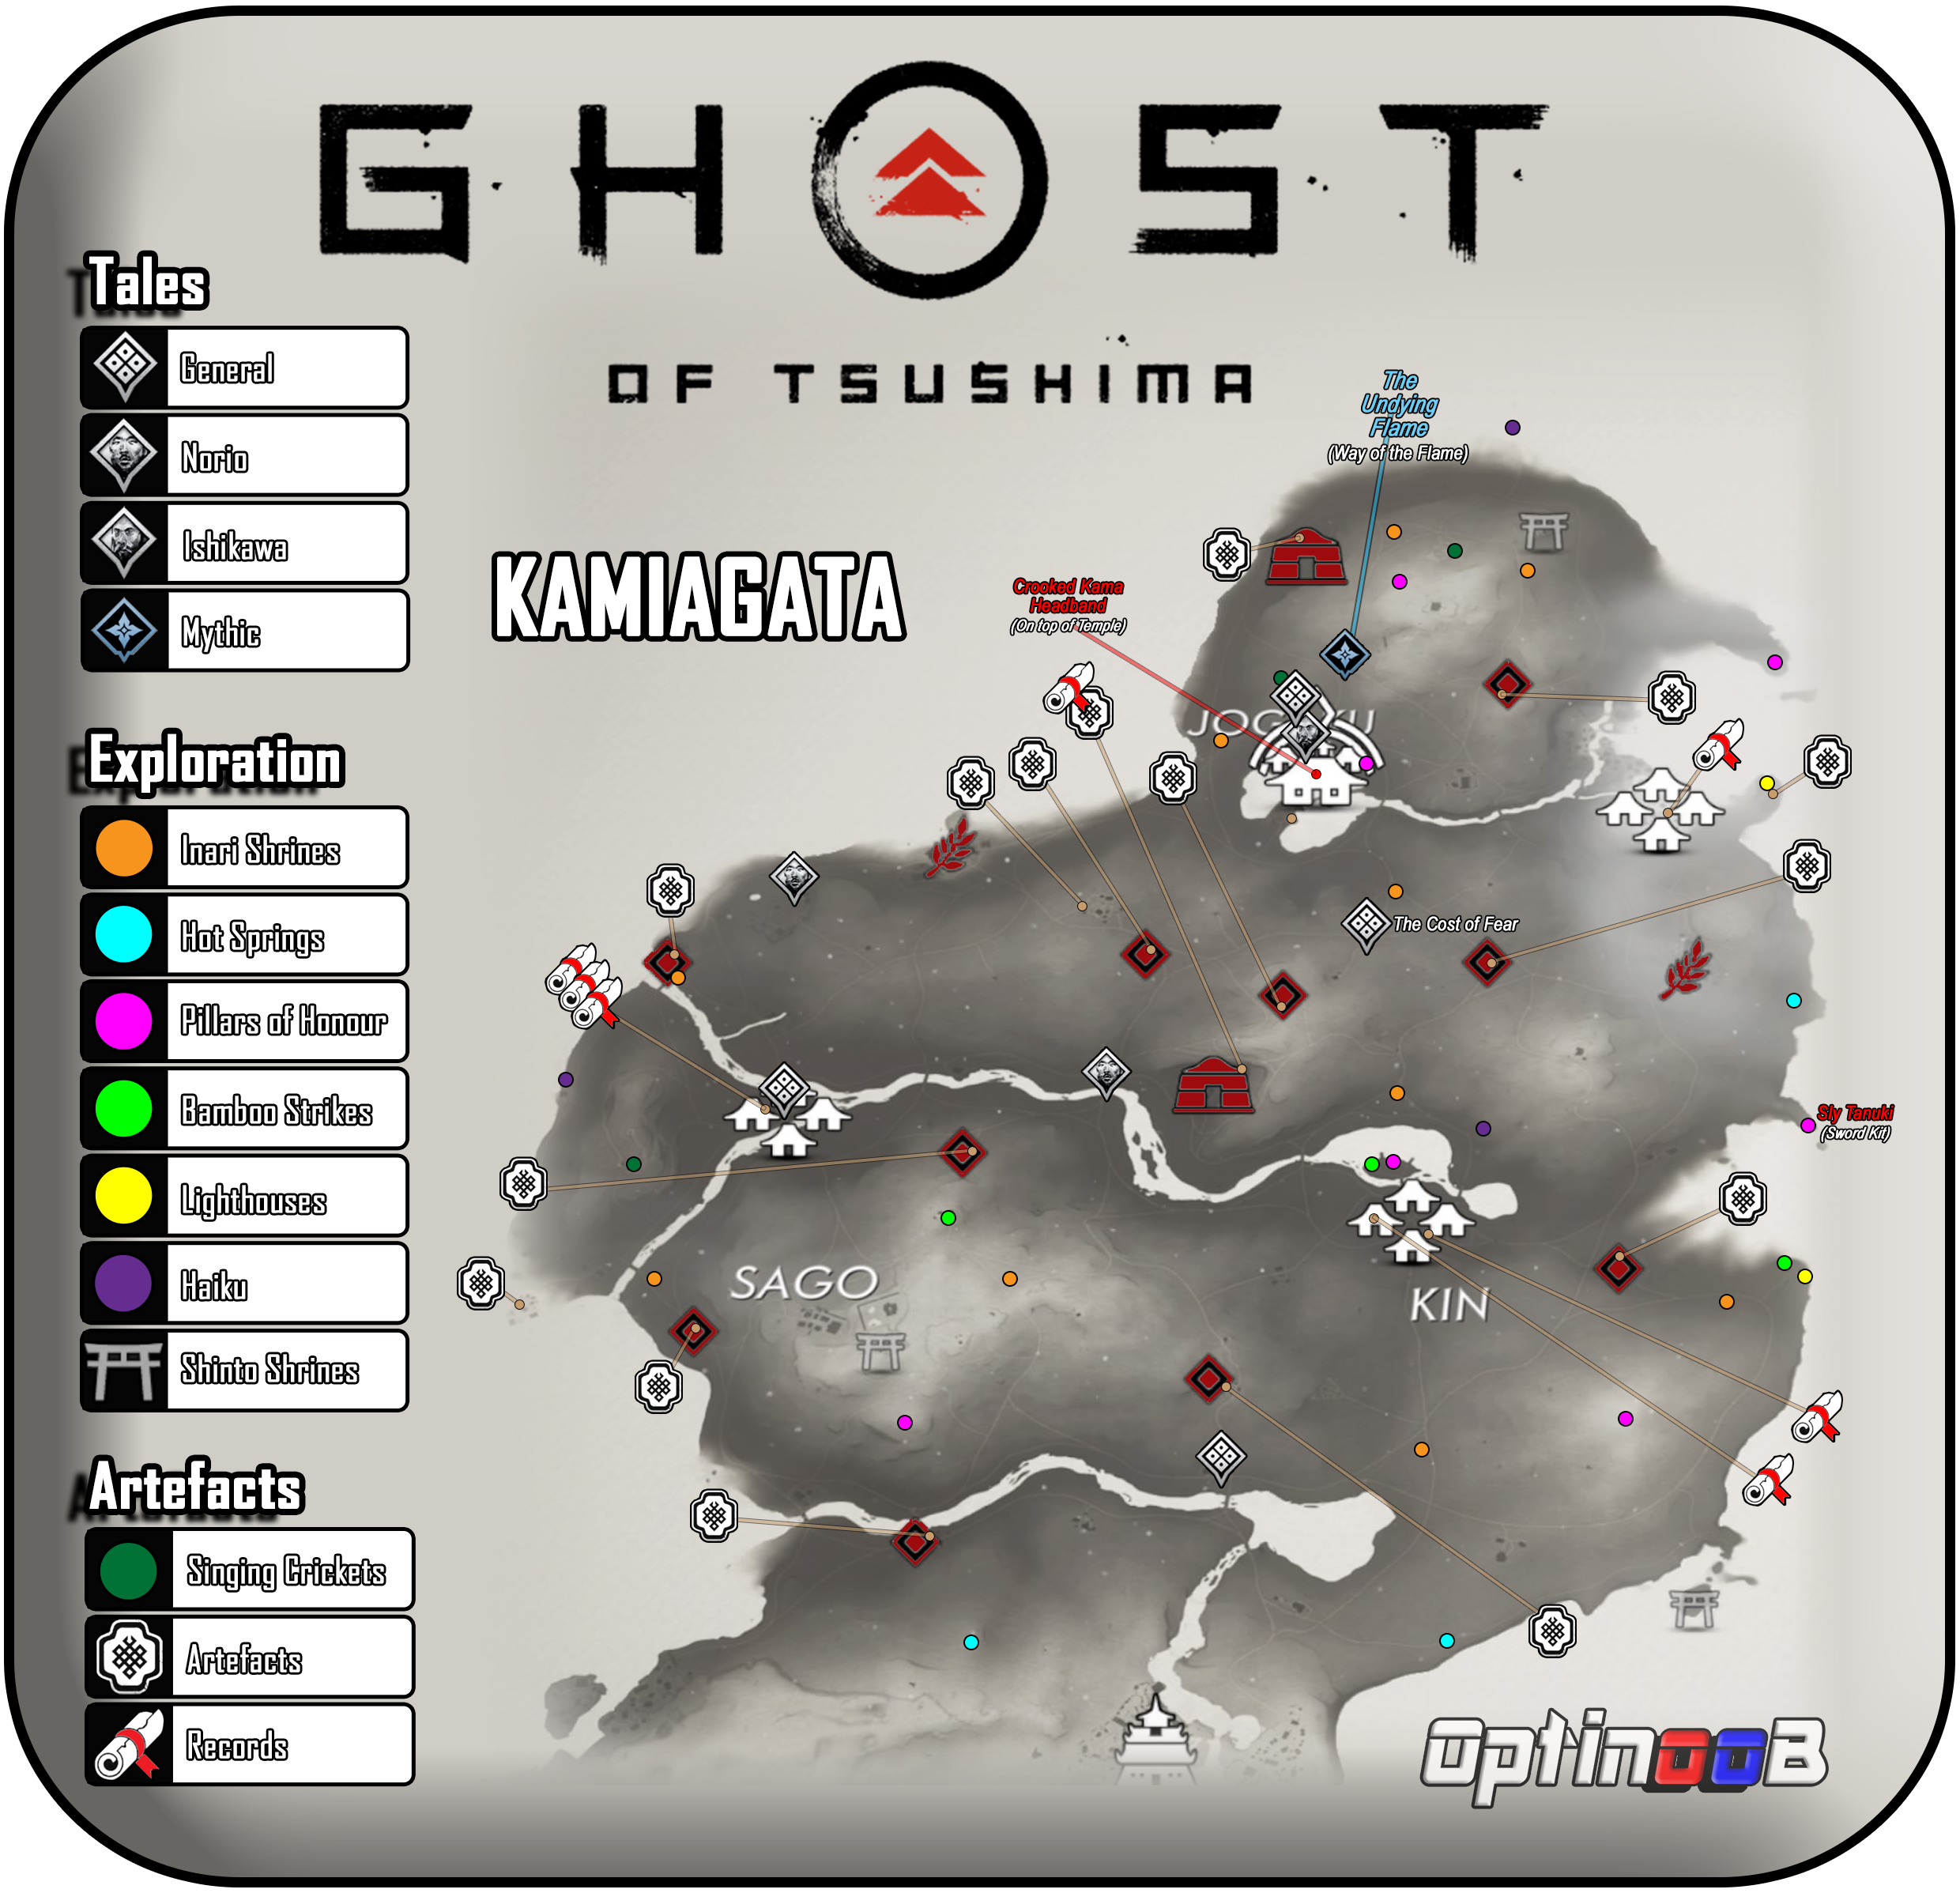 GHOST
OF TSUSHIMA
Tales
General
Norio
Ishikawa
Mythic
Exploration
Inari Shrines
Hot Springs
Pillars of Honour
Bamboo Strikes
Lighthouses
Haiku
Shinto Shrines
Artefacts
Singing Crickets
Artefacts
Records
KAMIAGATA
The
Undying
Flame
(Way of the Flame)
Crooked Kama
Headband
(On top of Temple)
The Cost of Fear
Sly Tanuki
(Sword Kit)
SAGO
KIN
OptinooB